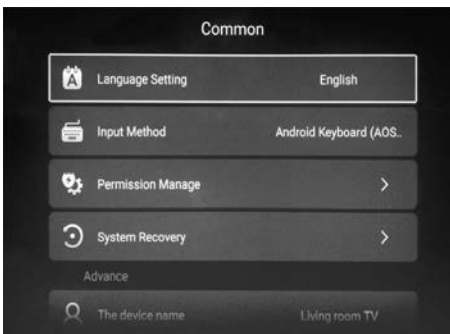 Common
Language Setting
English
Input Method
Android Keyboard (AOS..
Permission Manage
System Recovery
Advance
The device name
Living room TV